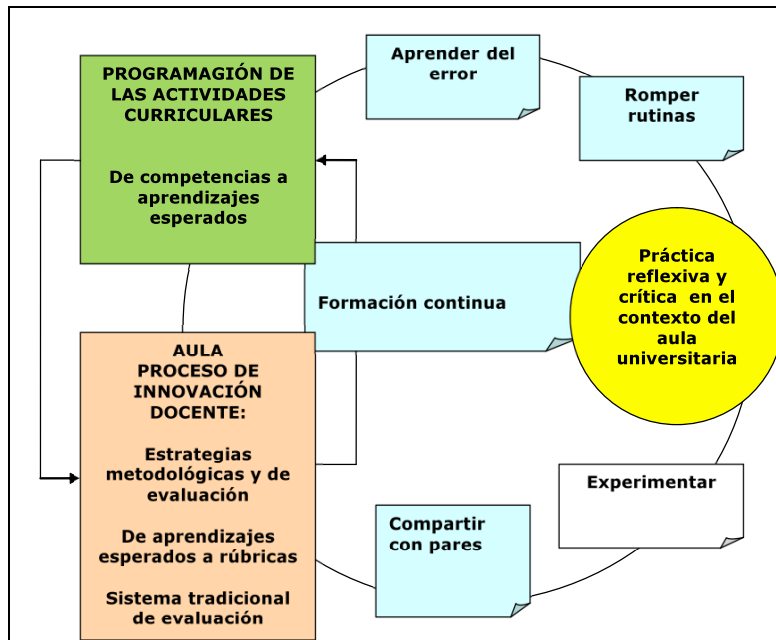 PROGRAMAGIÓN DE
LAS ACTIVIDADES
CURRICULARES
De competencias a
aprendizajes
esperados
Aprender del
error
Romper
rutinas
Formación continua
Práctica
reflexiva y
crítica en el
contexto del
aula
universitaria
AULA
PROCESO DE
INNOVACIÓN
DOCENTE:
Estrategias
metodológicas y de
evaluación
De aprendizajes
esperados a rúbricas
Sistema tradicional
de evaluación
Experimentar
Compartir
con pares